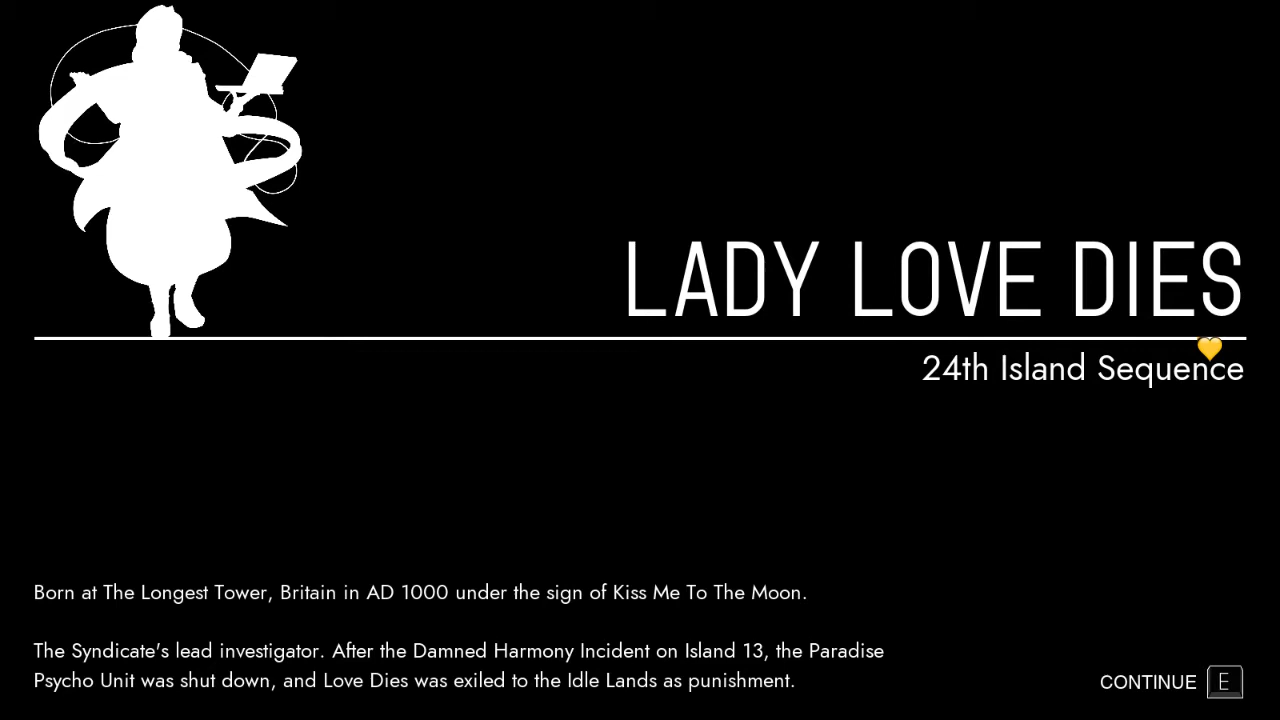 LADY LOVE DIES
24th Island Sequence
Born at The Longest Tower, Britain in AD 1000 under the sign of Kiss Me To The Moon.
The Syndicate's lead investigator. After the Damned Harmony Incident on Island 13, the Paradise
Psycho Unit was shut down, and Love Dies was exiled to the Idle Lands as punishment.
CONTINUE E